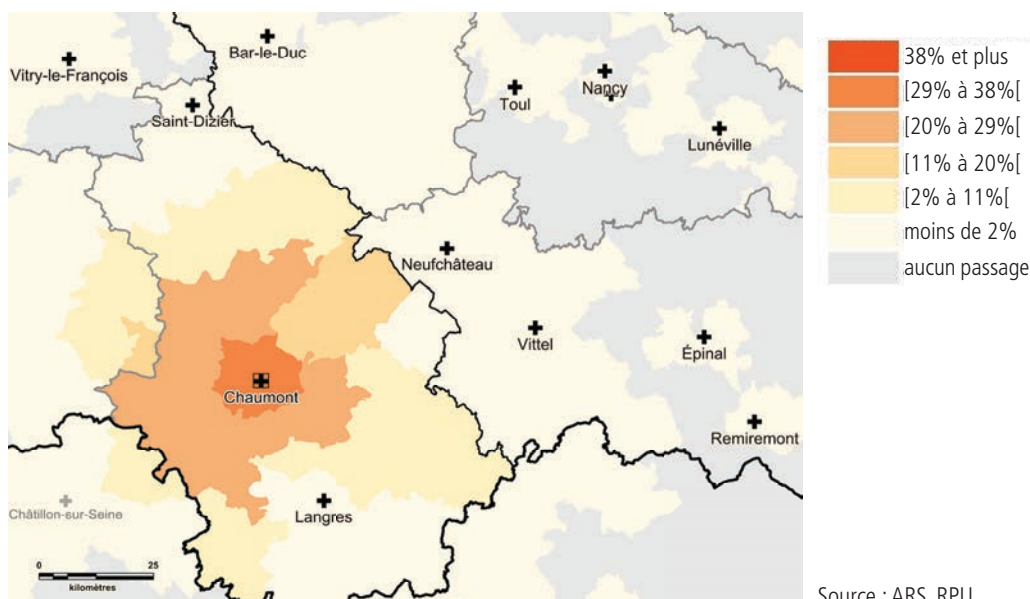 Bar-le-Duc
Vitry-le-François
Saint-Dizier
Toul
Nancy
Lunéville
Neufchâteau
Vittel
Épinal
Chaumont
Remiremont
Langres
Châtillon-sur-Seine
0 25
kilomètres
38% et plus
[29% à 38%[
[20% à 29%[
[11% à 20%[
[2% à 11%[
moins de 2%
aucun passage
Source : ARS, RPU